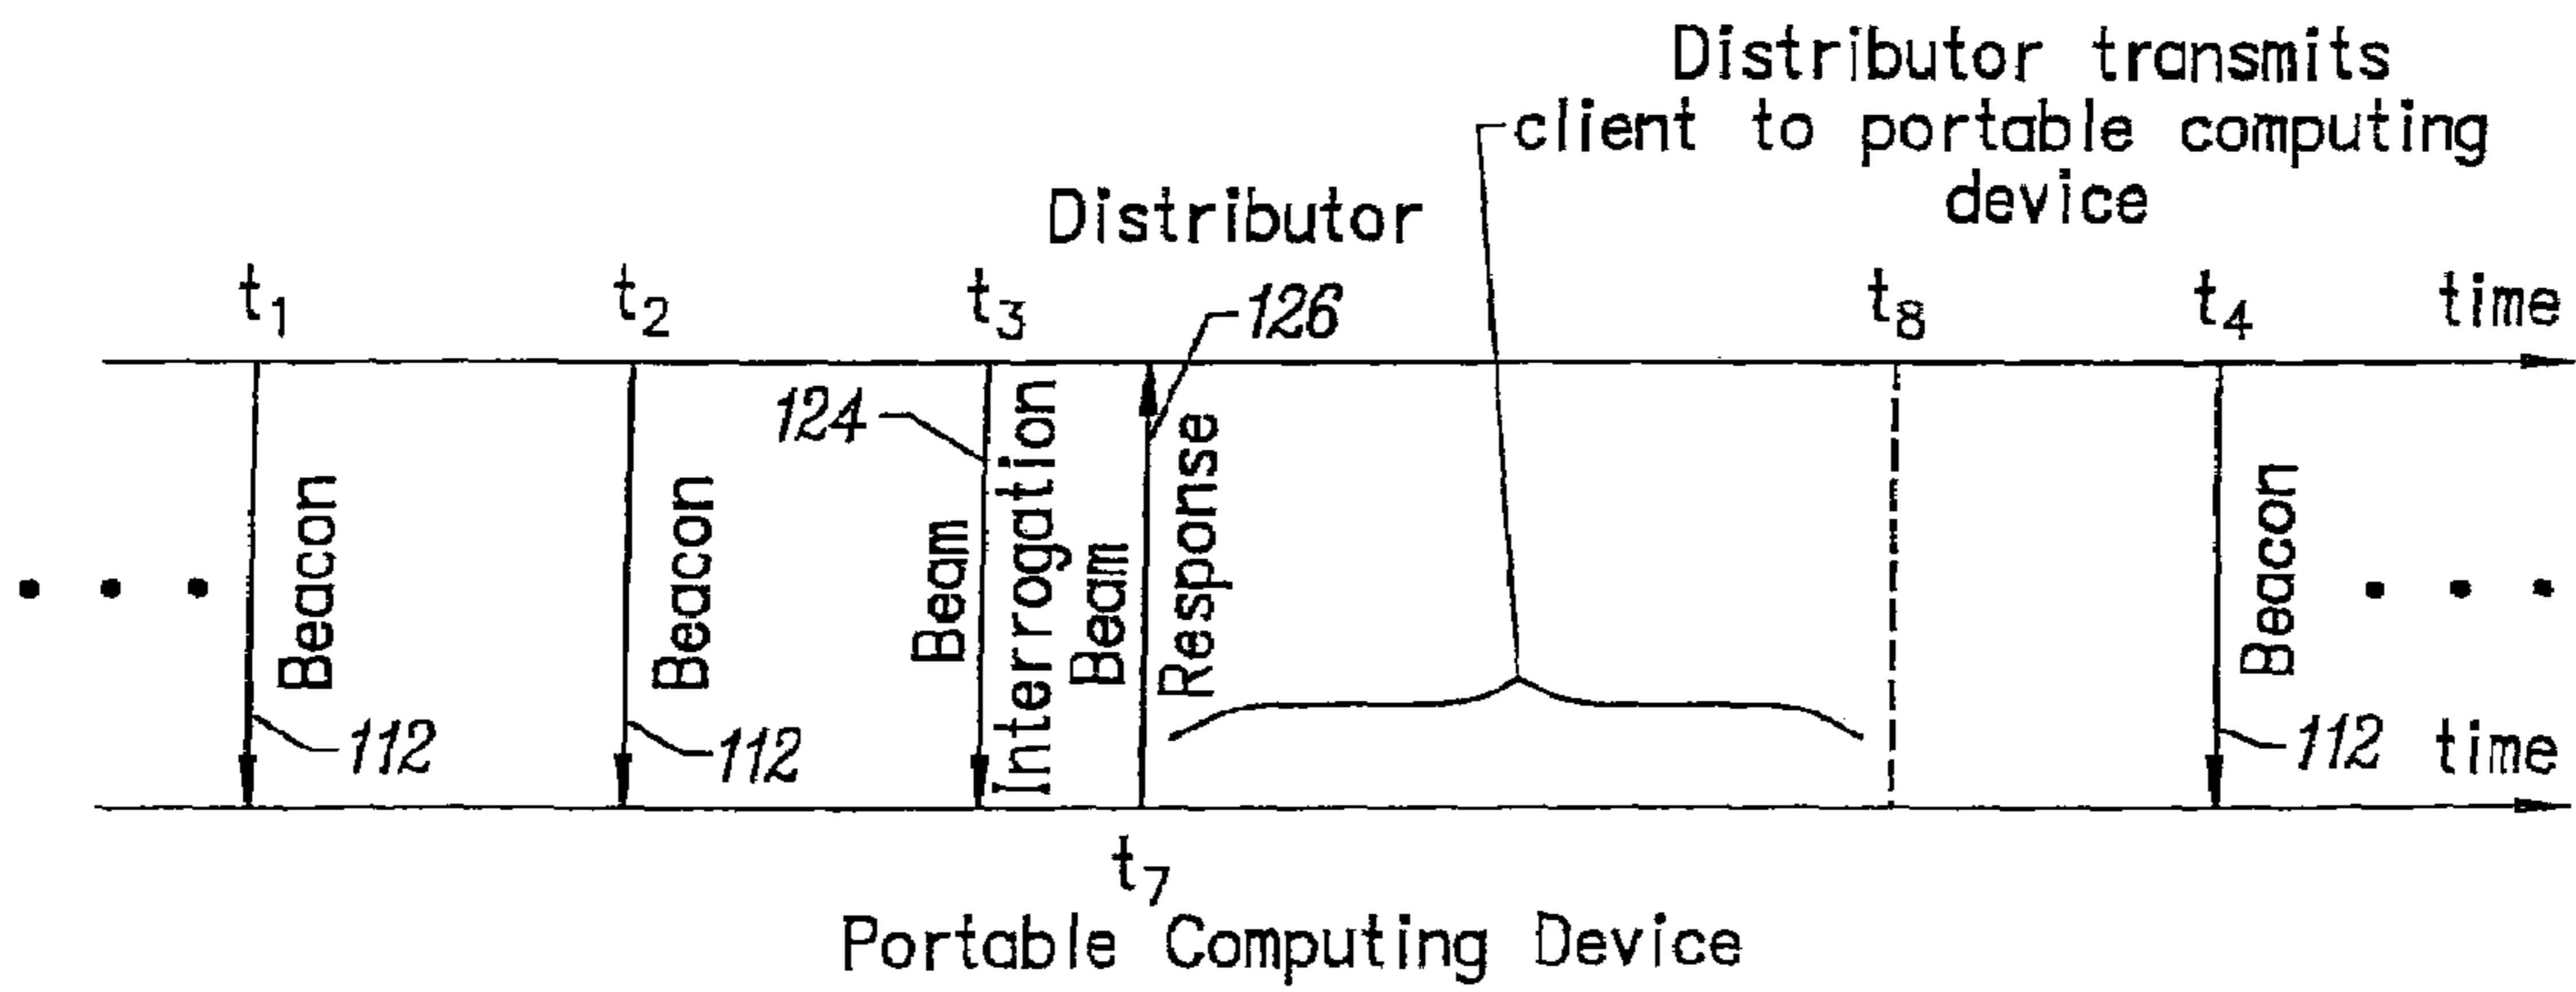 Distributor transmits
client to portable computing
device
Distributor
t1 t2 t3 126 t8 t4 time
124
Beacon
112
Beacon
112
Beam
Interrogation
Beam
Response
Beacon
112
time
t7
Portable Computing Device